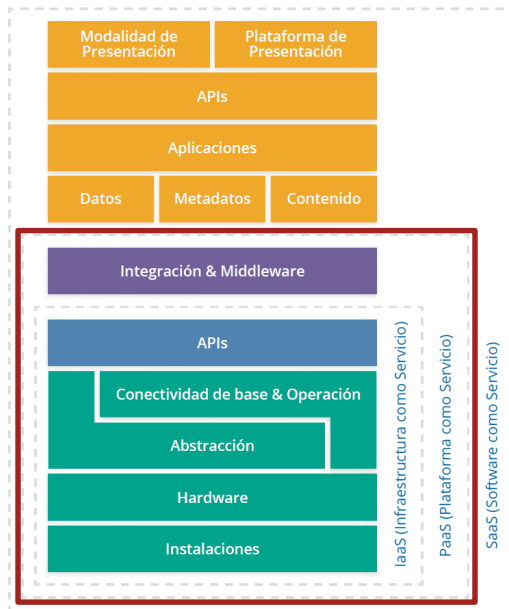 Modalidad de
Presentación
Plataforma de
Presentación
APIs
Aplicaciones
Datos
Metadatos
Contenido
Integración & Middleware
APIs
Conectividad de base & Operación
Abstracción
Hardware
Instalaciones
IaaS (Infraestructura como Servicio)
PaaS (Plataforma como Servicio)
SaaS (Software como Servicio)